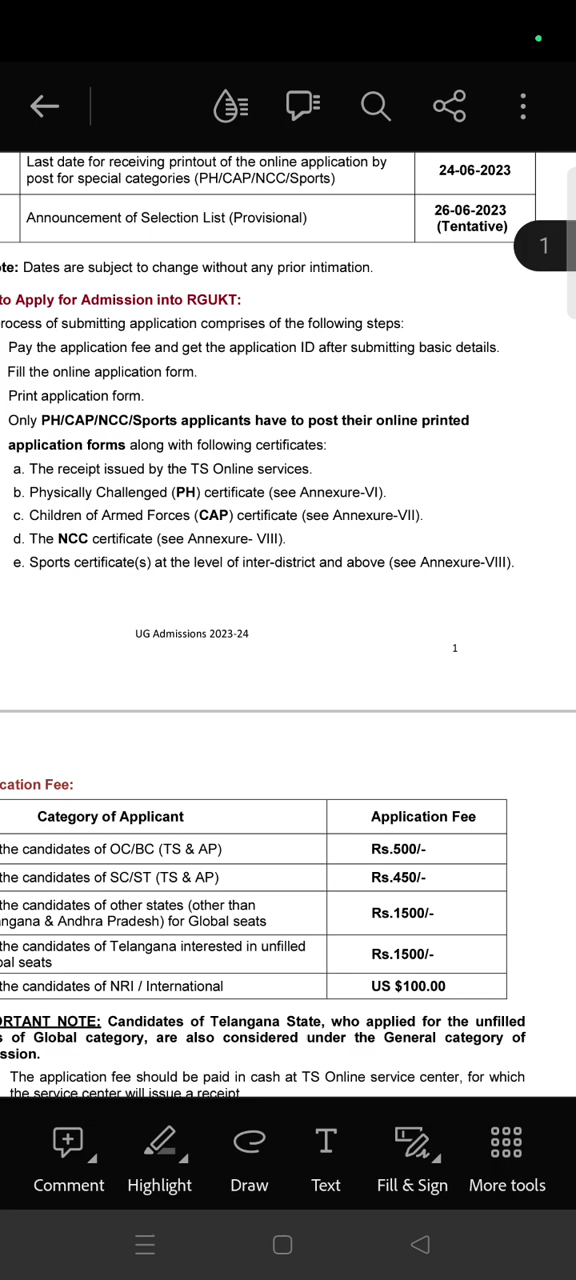 Last date for receiving printout of the online application by
post for special categories (PH/CAP/NCC/Sports)
24-06-2023
Announcement of Selection List (Provisional)
26-06-2023
(Tentative)
1
te: Dates are subject to change without any prior intimation.
to Apply for Admission into RGUKT:
rocess of submitting application comprises of the following steps:
Pay the application fee and get the application ID after submitting basic details.
Fill the online application form.
Print application form.
Only PH/CAP/NCC/Sports applicants have to post their online printed
application forms along with following certificates:
a. The receipt issued by the TS Online services.
b. Physically Challenged (PH) certificate (see Annexure-VI).
c. Children of Armed Forces (CAP) certificate (see Annexure-VII).
d. The NCC certificate (see Annexure- VIII).
e. Sports certificate(s) at the level of inter-district and above (see Annexure-VIII).
UG Admissions 2023-24
1
cation Fee:
Category of Applicant
Application Fee
the candidates of OC/BC (TS & AP)
Rs.500/-
the candidates of SC/ST (TS & AP)
Rs.450/-
the candidates of other states (other than
ngana & Andhra Pradesh) for Global seats
Rs.1500/-
the candidates of Telangana interested in unfilled
bal seats
Rs.1500/-
the candidates of NRI / International
US $100.00
ORTANT NOTE: Candidates of Telangana State, who applied for the unfilled
s of Global category, are also considered under the General category of
ssion.
The application fee should be paid in cash at TS Online service center, for which
the service center will issue a receipt
Comment
Highlight
Draw
Text
Fill & Sign
More tools